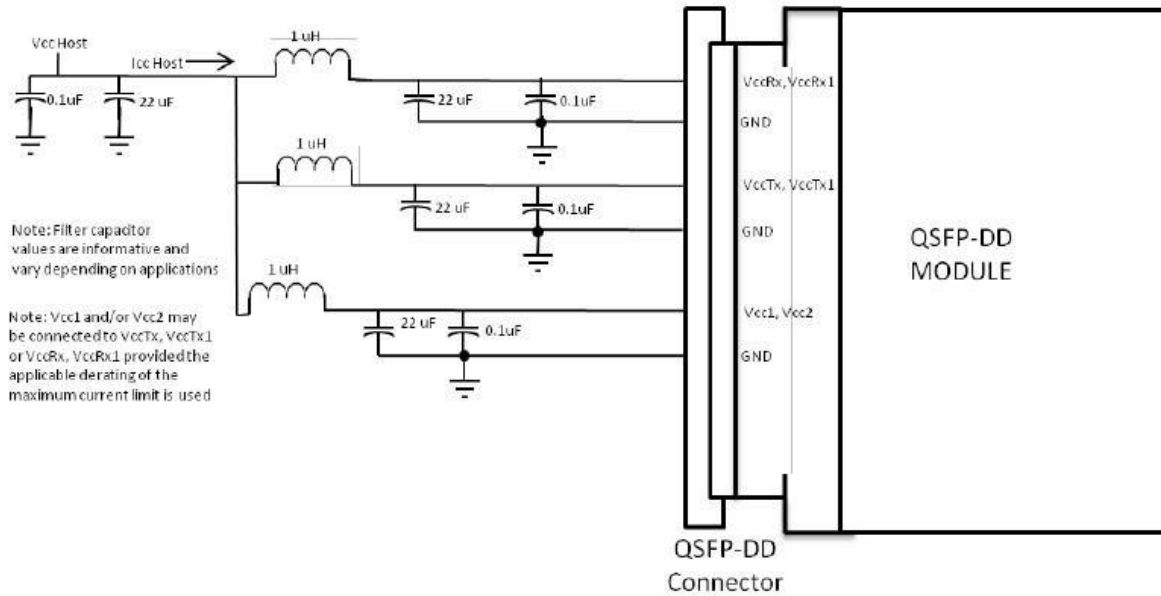 1 uH
Vcc Host
Icc Host
0.1uF
22 uF
22 uF
0.1uF
VccRx, VccRx1
GND
1 uH
22 uF
0.1uF
VccTx, VccTx1
GND
Note: Filter capacitor
values are informative and
vary depending on applications
1 uH
22 uF
0.1uF
Vcc1, Vcc2
GND
Note: Vcc1 and/or Vcc2 may
be connected to VccTx, VccTx1
or VccRx, VccRx1 provided the
applicable derating of the
maximum current limit is used
QSFP-DD
MODULE
QSFP-DD
Connector